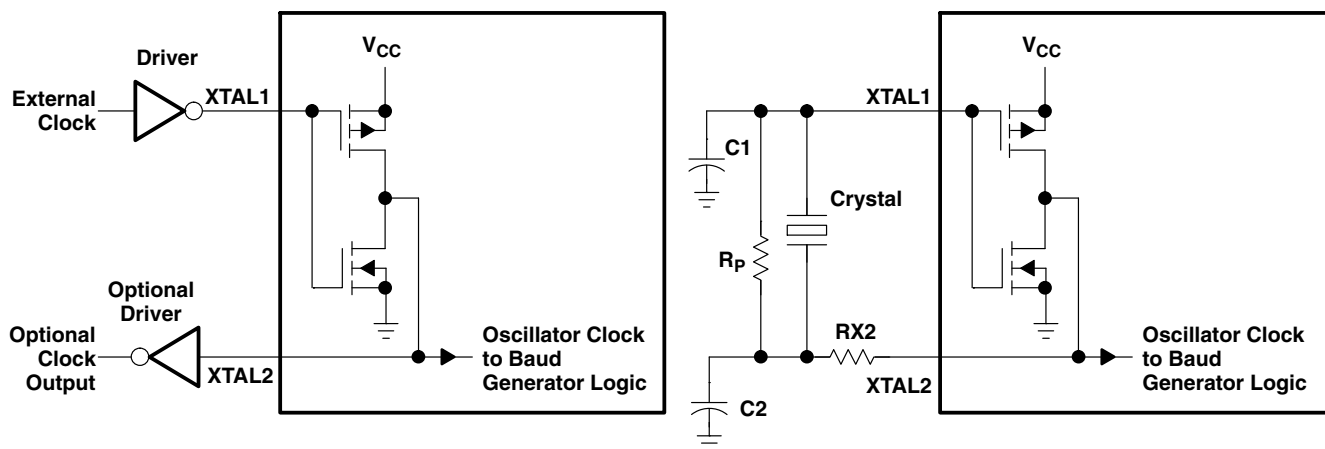 Driver
External
Clock
XTAL1
VCC
Optional
Driver
Optional
Clock
Output
XTAL2
Oscillator Clock
to Baud
Generator Logic
XTAL1
VCC
C1
Crystal
RP
RX2
XTAL2
C2
Oscillator Clock
to Baud
Generator Logic